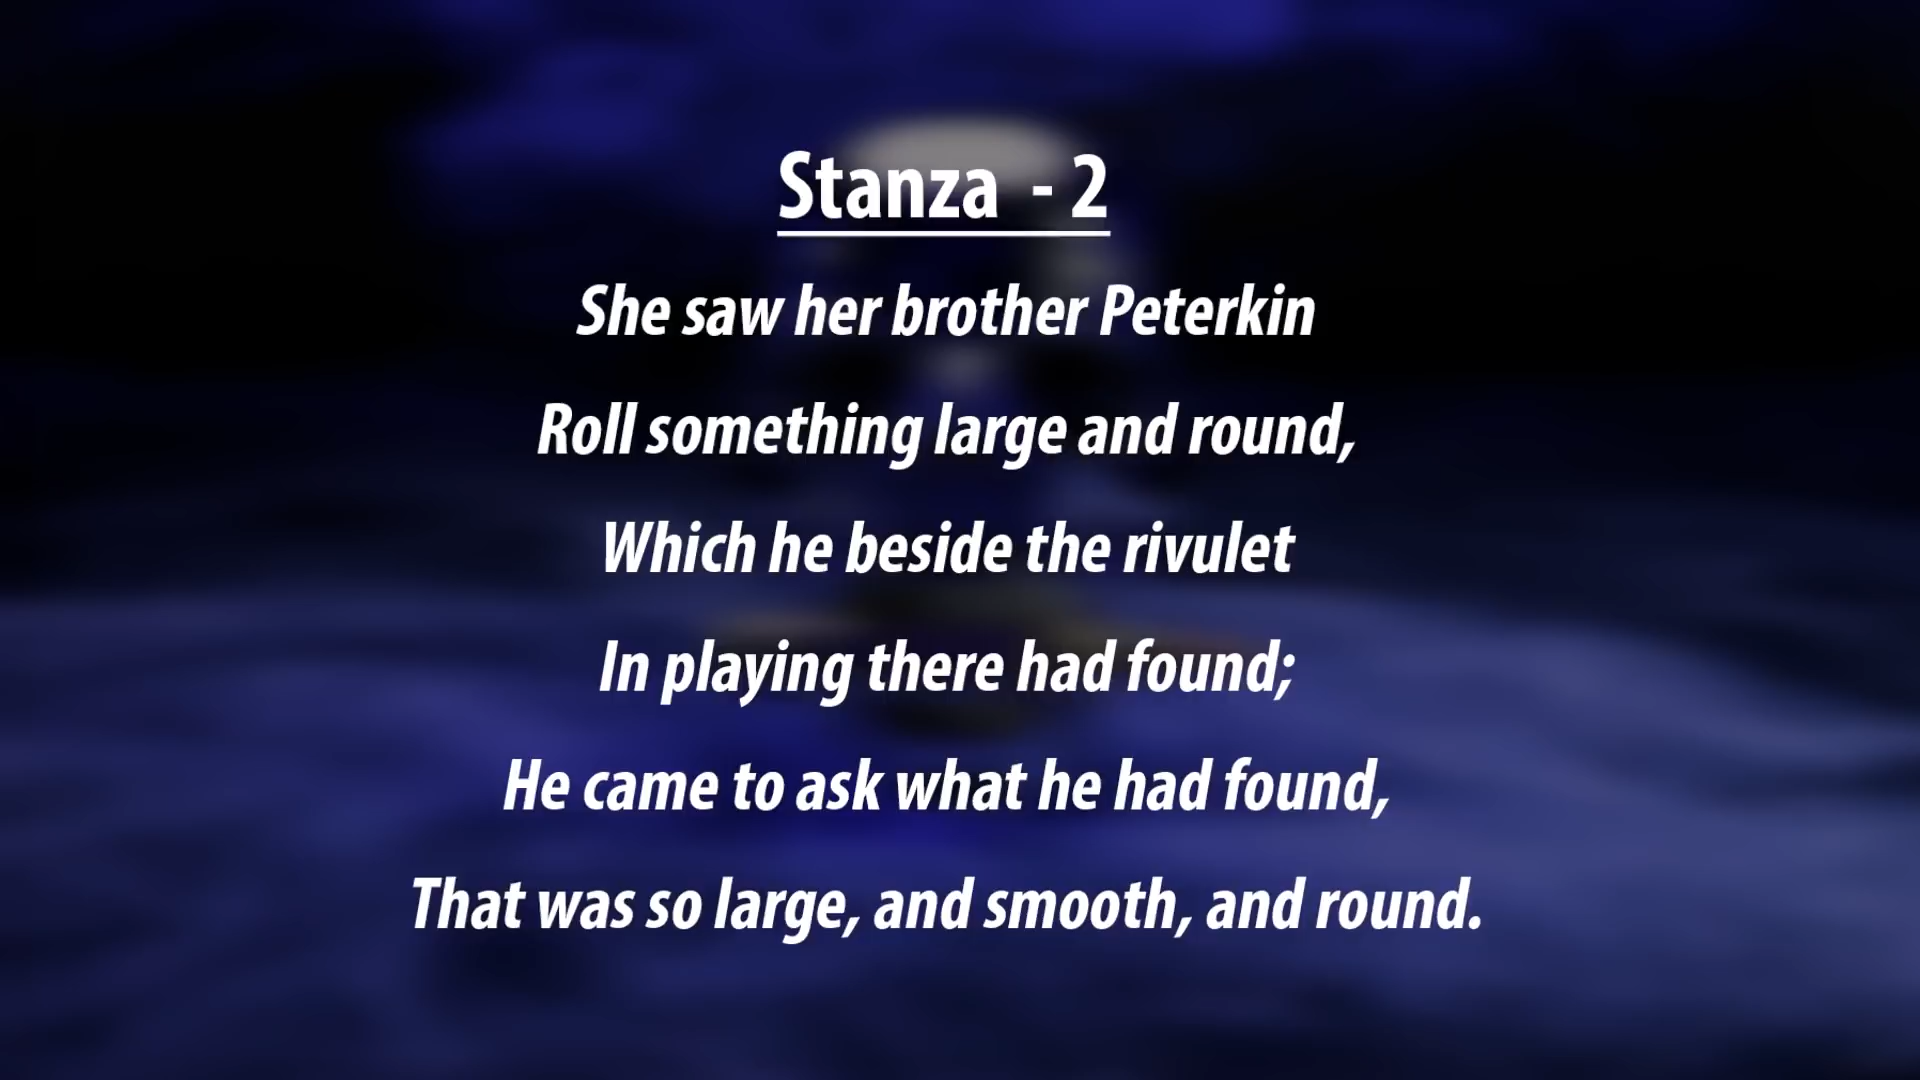 Stanza - 2
She saw her brother Peterkin
Roll something large and round,
Which he beside the rivulet
In playing there had found;
He came to ask what he had found,
That was so large, and smooth, and round.